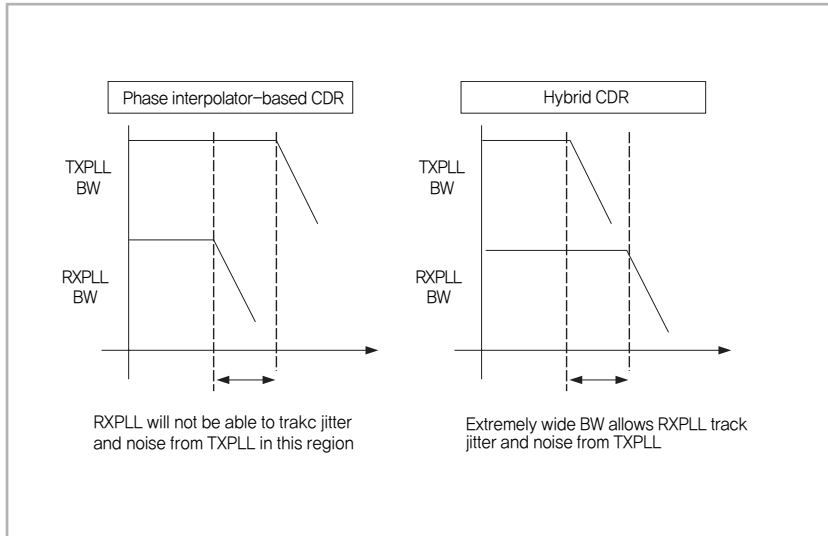 Phase interpolator-based CDR
TXPLL
BW
RXPLL
BW
RXPLL will not be able to trakc jitter
and noise from TXPLL in this region
Hybrid CDR
TXPLL
BW
RXPLL
BW
Extremely wide BW allows RXPLL track
jitter and noise from TXPLL